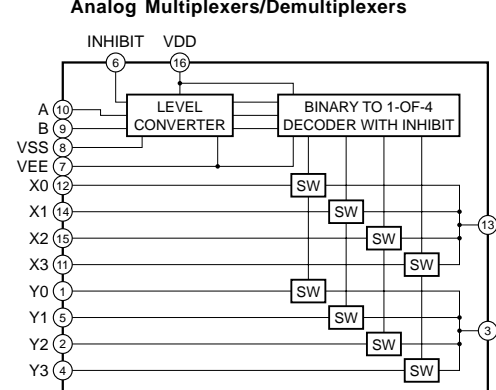 Analog Multiplexers/Demultiplexers
INHIBIT VDD
6 16
A 10
B 9
VSS 8
VEE 7
LEVEL
CONVERTER
BINARY TO 1-OF-4
DECODER WITH INHIBIT
X0 12 SW
X1 14 SW
13
X2 15 SW
X3 11 SW
Y0 1 SW
Y1 5 SW
3
Y2 2 SW
Y3 4 SW